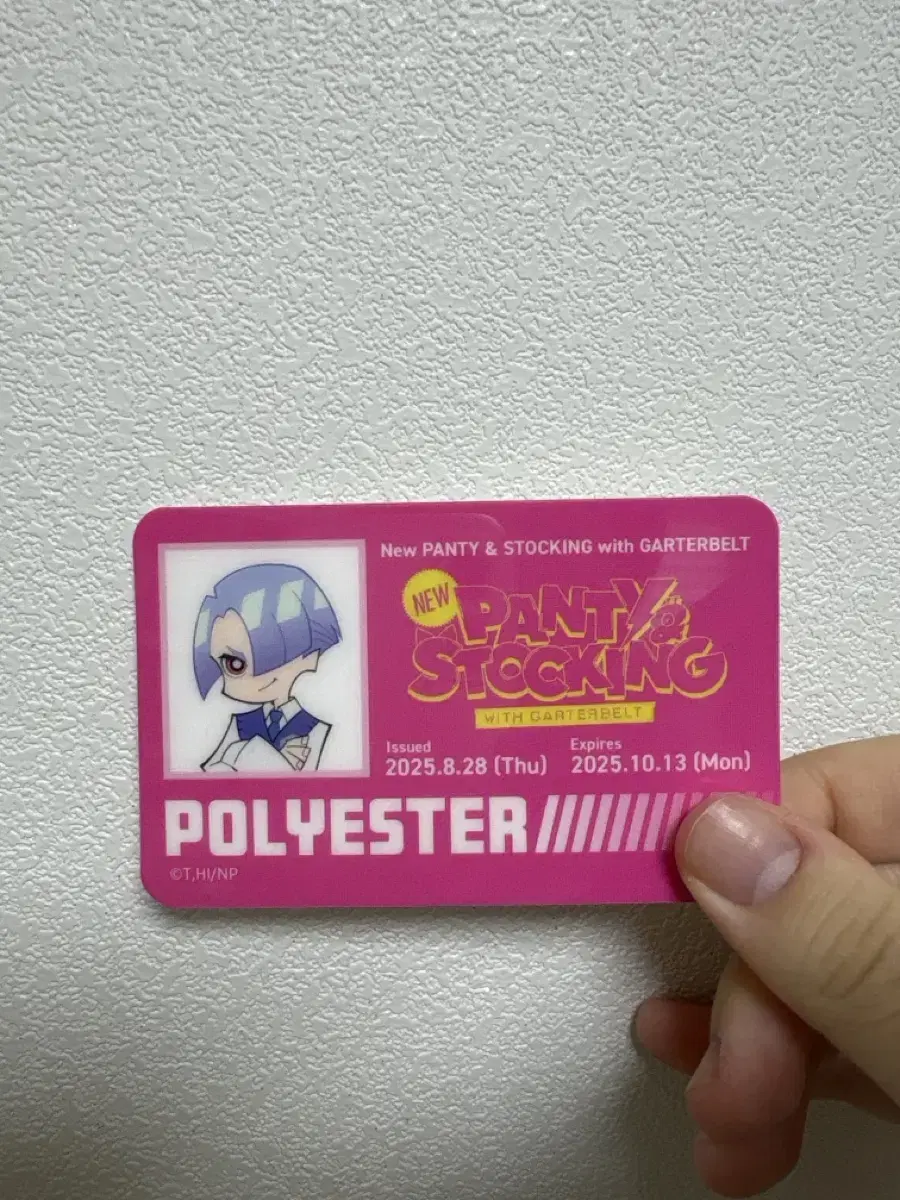 New PANTY & STOCKING with GARTERBELT
NEW
PANTY &
STOCKING
WITH GARTERBELT
Issued
2025.8.28 (Thu)
Expires
2025.10.13 (Mon)
POLYESTER
©T,HI/NP